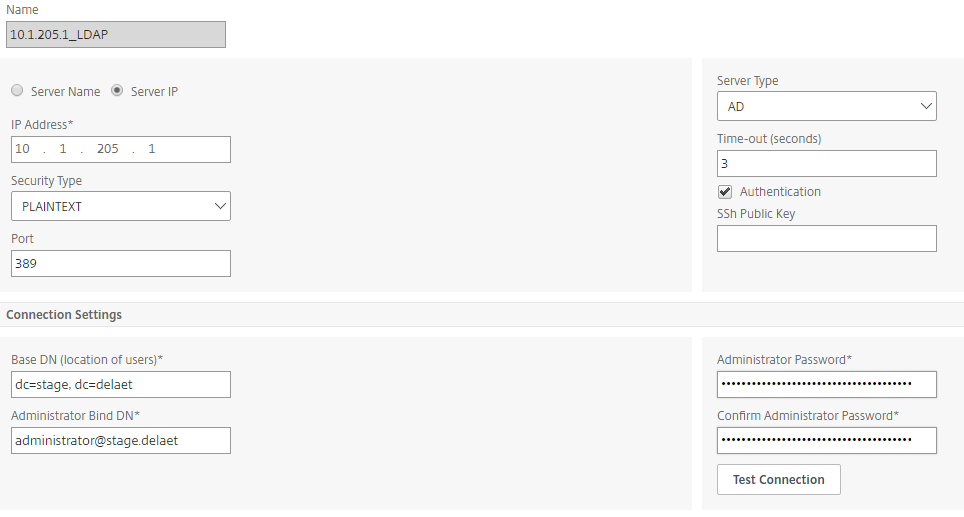 Name
10.1.205.1_LDAP
Server Name Server IP
IP Address*
10 . 1 . 205 . 1
Security Type
PLAINTEXT
Port
389
Server Type
AD
Time-out (seconds)
3
Authentication
SSh Public Key
Connection Settings
Base DN (location of users)*
dc=stage, dc=delaet
Administrator Bind DN*
administrator@stage.delaet
Administrator Password*
••••••••••••••••••••••••••••••••••••••
Confirm Administrator Password*
••••••••••••••••••••••••••••••••••••••
Test Connection